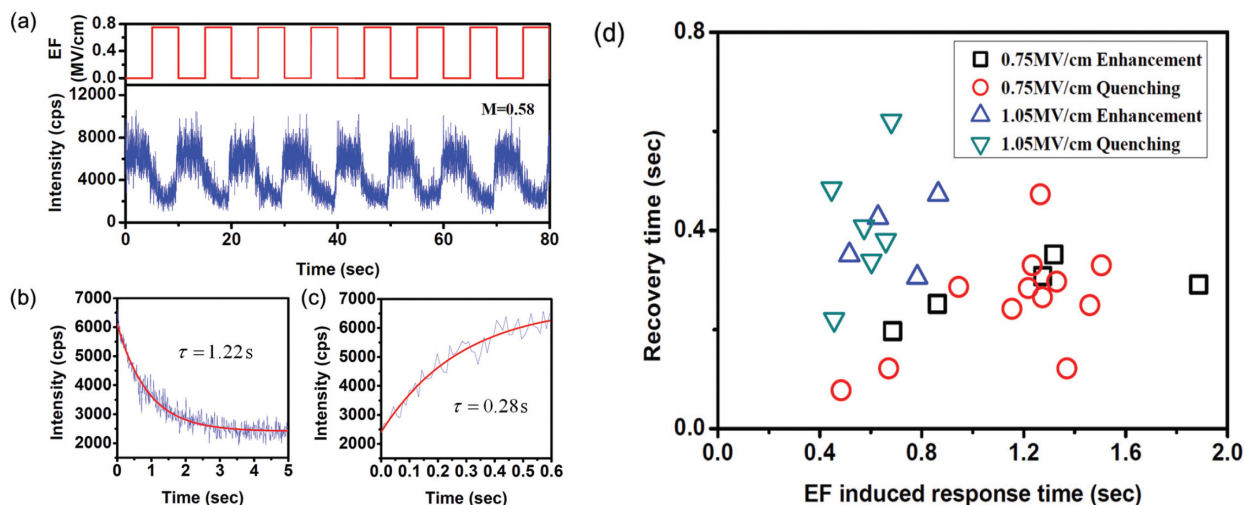 (a)
EF
(MV/cm)
0.8
0.4
0.0
Intensity (cps)
12000
8000
4000
0
M=0.58
0 20 40 60 80
Time (sec)
(b)
Intensity (cps)
7000
6000
5000
4000
3000
2000
τ = 1.22 s
0 1 2 3 4 5
Time (sec)
(c)
Intensity (cps)
7000
6500
6000
5500
5000
4500
4000
3500
3000
2500
2000
τ = 0.28 s
0.0 0.1 0.2 0.3 0.4 0.5 0.6
Time (sec)
(d)
Recovery time (sec)
0.8
0.4
0.0
0.75MV/cm Enhancement
0.75MV/cm Quenching
1.05MV/cm Enhancement
1.05MV/cm Quenching
0.0 0.4 0.8 1.2 1.6 2.0
EF induced response time (sec)